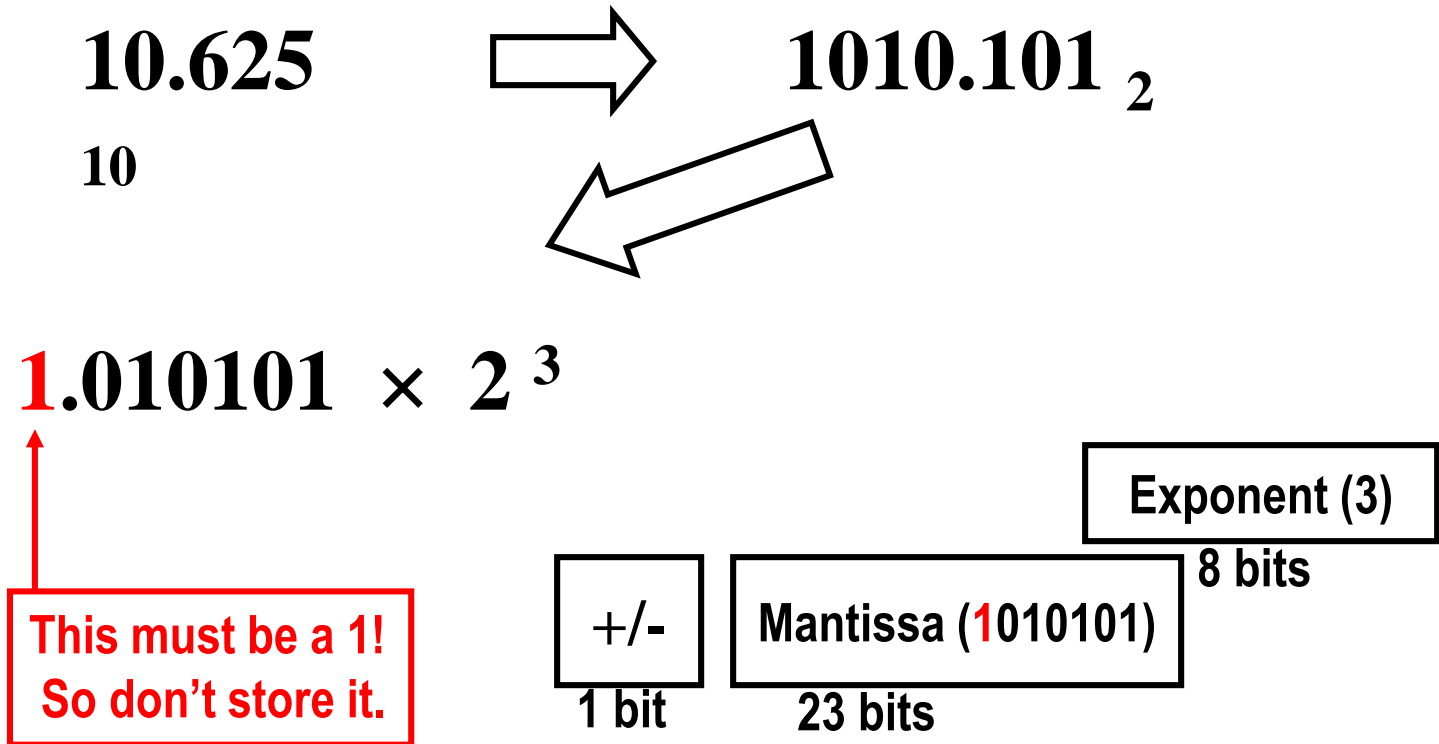 10.625
10
1010.101 2
1.010101 × 2 3
This must be a 1!
So don't store it.
+/-
1 bit
Mantissa (1010101)
23 bits
Exponent (3)
8 bits